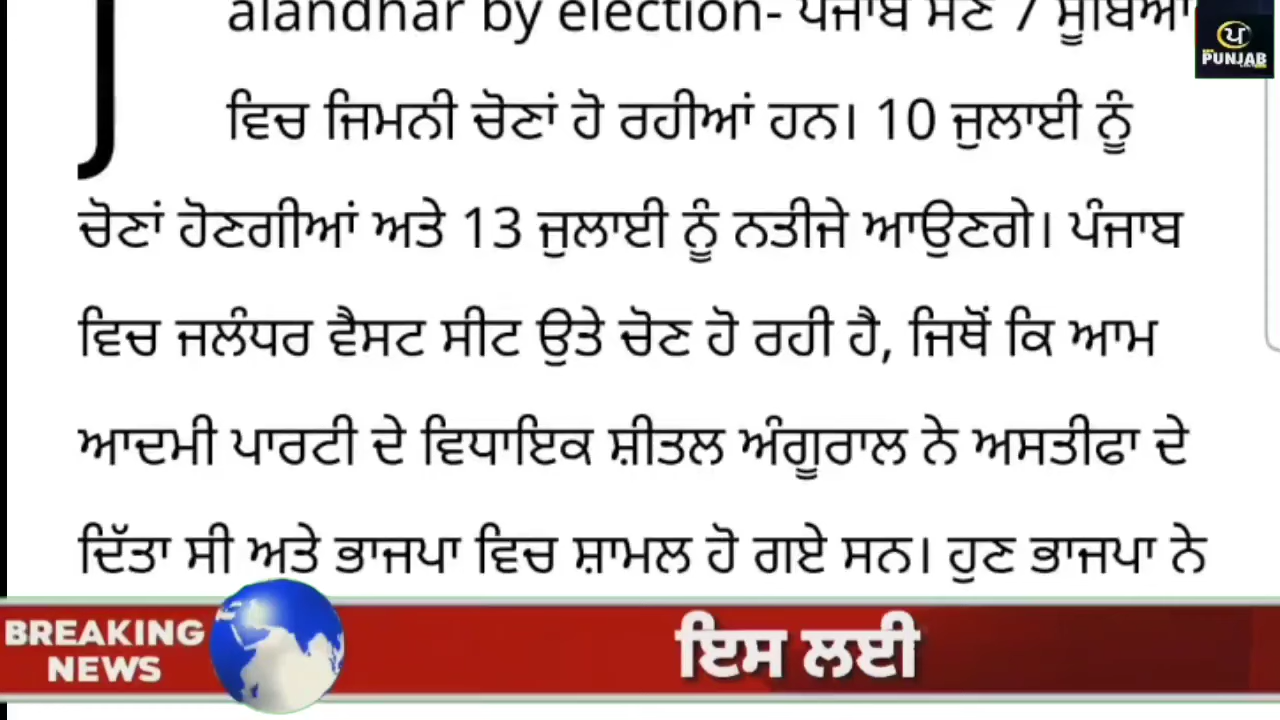 Jalandhar by election- ਪੰਜਾਬ ਸਣੇ 7 ਸੂਬਿਆਂ
ਵਿਚ ਜਿਮਨੀ ਚੋਣਾਂ ਹੋ ਰਹੀਆਂ ਹਨ। 10 ਜੁਲਾਈ ਨੂੰ
ਚੋਣਾਂ ਹੋਣਗੀਆਂ ਅਤੇ 13 ਜੁਲਾਈ ਨੂੰ ਨਤੀਜੇ ਆਉਣਗੇ। ਪੰਜਾਬ
ਵਿਚ ਜਲੰਧਰ ਵੈਸਟ ਸੀਟ ਉਤੇ ਚੋਣ ਹੋ ਰਹੀ ਹੈ, ਜਿਥੋਂ ਕਿ ਆਮ
ਆਦਮੀ ਪਾਰਟੀ ਦੇ ਵਿਧਾਇਕ ਸ਼ੀਤਲ ਅੰਗੂਰਾਲ ਨੇ ਅਸਤੀਫਾ ਦੇ
ਦਿੱਤਾ ਸੀ ਅਤੇ ਭਾਜਪਾ ਵਿਚ ਸ਼ਾਮਲ ਹੋ ਗਏ ਸਨ। ਹੁਣ ਭਾਜਪਾ ਨੇ
BREAKING
NEWS
ਇਸ ਲਈ
ਪ
PUNJAB